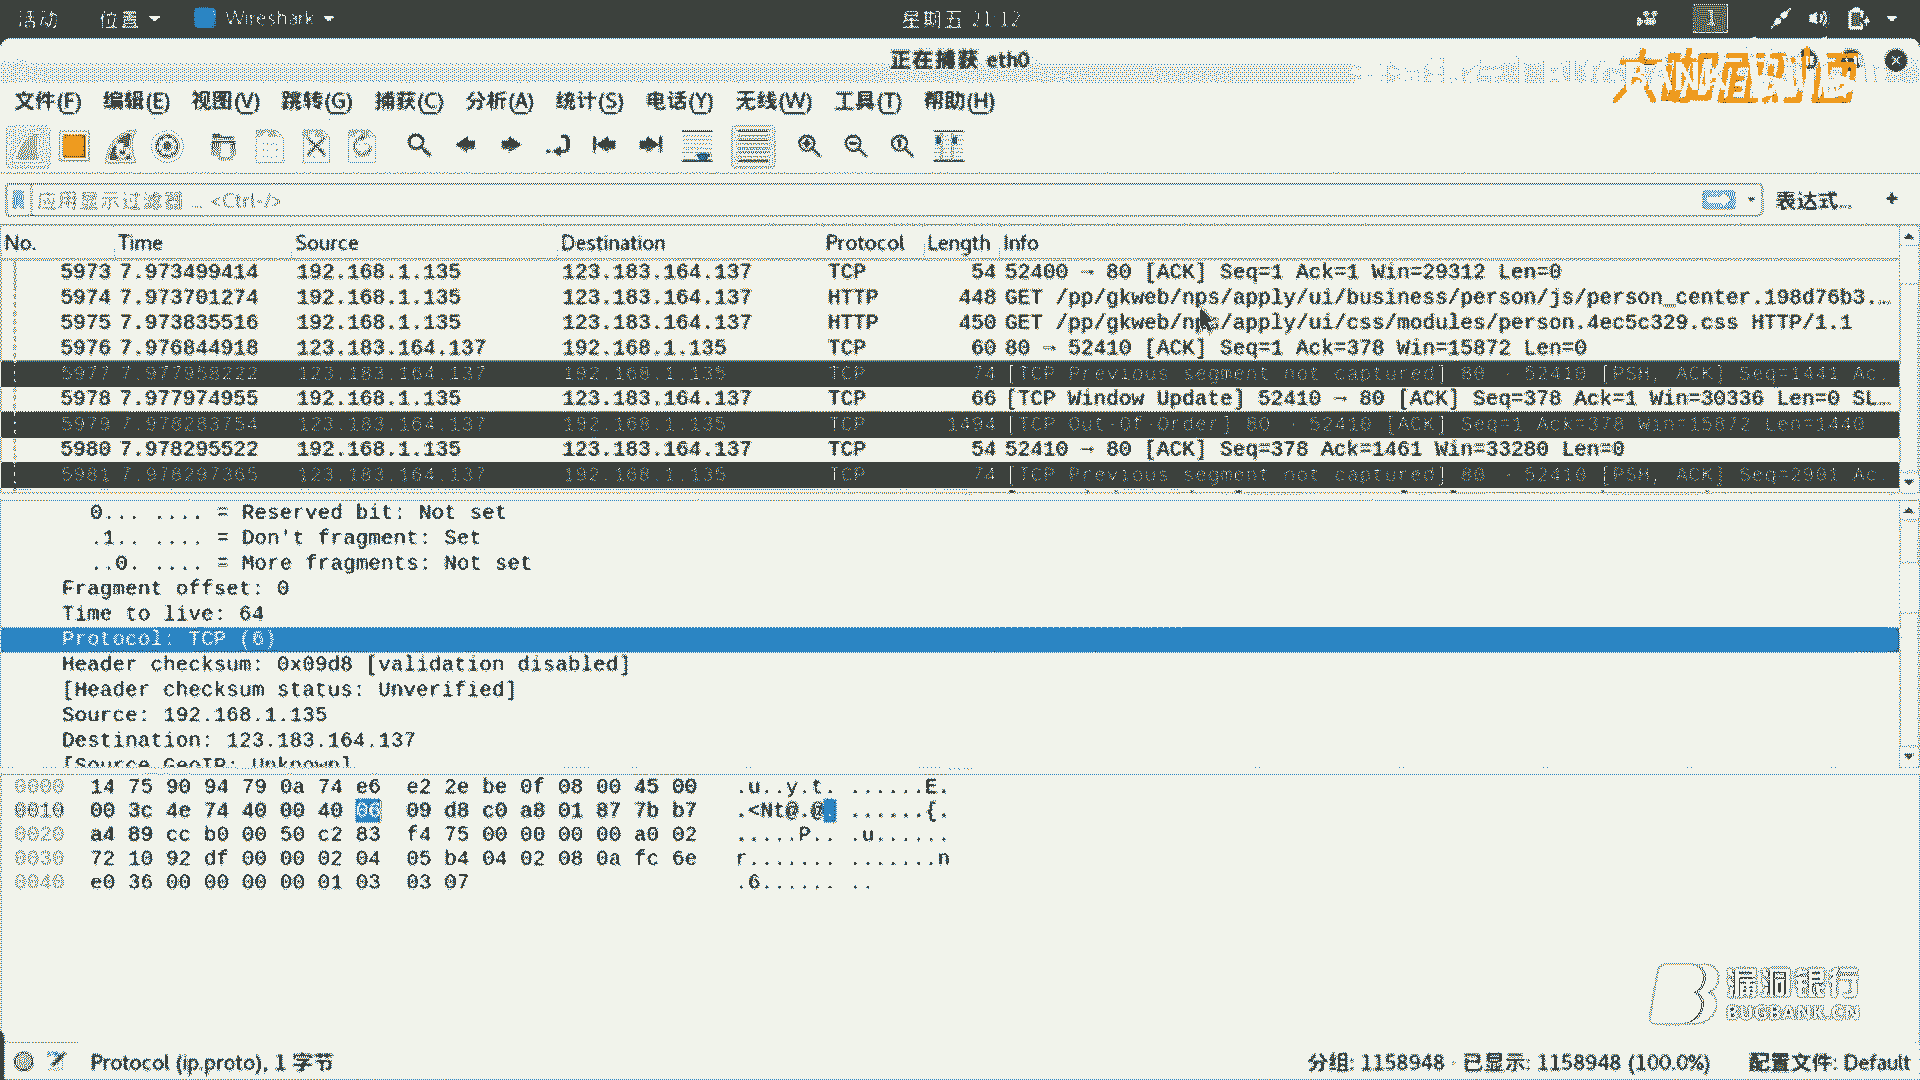 活动 位置 Wireshark 星期五 21:12
正在捕获 eth0
文件(F) 编辑(E) 视图(V) 跳转(G) 捕获(C) 分析(A) 统计(S) 电话(Y) 无线(W) 工具(T) 帮助(H)
应用显示过滤器 … <Ctrl-/> 表达式… +
No. Time Source Destination Protocol Length Info
5973 7.973499414 192.168.1.135 123.183.164.137 TCP 54 52400 → 80 [ACK] Seq=1 Ack=1 Win=29312 Len=0
5974 7.973701274 192.168.1.135 123.183.164.137 HTTP 448 GET /pp/gkweb/nps/apply/ui/business/person/js/person_center.198d76b3.…
5975 7.973835516 192.168.1.135 123.183.164.137 HTTP 450 GET /pp/gkweb/nps/apply/ui/css/modules/person.4ec5c329.css HTTP/1.1
5976 7.976844918 123.183.164.137 192.168.1.135 TCP 60 80 → 52410 [ACK] Seq=1 Ack=378 Win=15872 Len=0
5977 7.977958222 123.183.164.137 192.168.1.135 TCP 74 [TCP Previous segment not captured] 80 → 52410 [PSH, ACK] Seq=1441 Ac…
5978 7.977974955 192.168.1.135 123.183.164.137 TCP 66 [TCP Window Update] 52410 → 80 [ACK] Seq=378 Ack=1 Win=30336 Len=0 SL…
5979 7.978283754 123.183.164.137 192.168.1.135 TCP 1494 [TCP Out-Of-Order] 80 → 52410 [ACK] Seq=1 Ack=378 Win=15872 Len=1440
5980 7.978295522 192.168.1.135 123.183.164.137 TCP 54 52410 → 80 [ACK] Seq=378 Ack=1461 Win=33280 Len=0
5981 7.978297365 123.183.164.137 192.168.1.135 TCP 74 [TCP Previous segment not captured] 80 → 52410 [PSH, ACK] Seq=2901 Ac…
0... .... = Reserved bit: Not set
.1.. .... = Don't fragment: Set
..0. .... = More fragments: Not set
Fragment offset: 0
Time to live: 64
Protocol: TCP (6)
Header checksum: 0x09d8 [validation disabled]
[Header checksum status: Unverified]
Source: 192.168.1.135
Destination: 123.183.164.137
[Source GeoIP: Unknown]
0000 14 75 90 94 79 0a 74 e6 e2 2e be 0f 08 00 45 00 .u..y.t. ......E.
0010 00 3c 4e 74 40 00 40 06 09 d8 c0 a8 01 87 7b b7 .<Nt@.@. ......{.
0020 a4 89 cc b0 00 50 c2 83 f4 75 00 00 00 00 a0 02 .....P.. .u......
0030 72 10 92 df 00 00 02 04 05 b4 04 02 08 0a fc 6e r....... .......n
0040 e0 36 00 00 00 00 01 03 03 07 .6...... ..
漏洞银行
BUGBANK.CN
Protocol (ip.proto), 1 字节 分组: 1158948 · 已显示: 1158948 (100.0%) 配置文件: Default